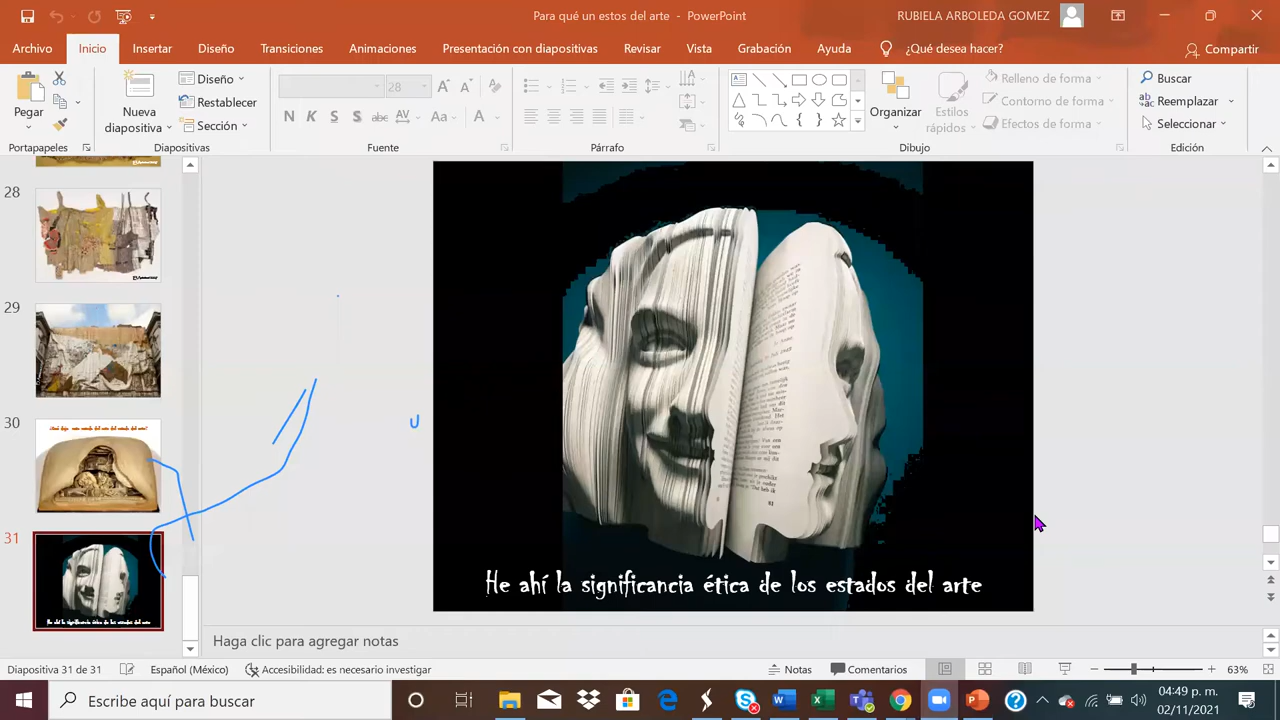 Para qué un estos del arte - PowerPoint
RUBIELA ARBOLEDA GOMEZ
Archivo Inicio Insertar Diseño Transiciones Animaciones Presentación con diapositivas Revisar Vista Grabación Ayuda ¿Qué desea hacer? Compartir
Pegar
Nueva diapositiva
Diseño
Restablecer
Sección
28
N K S S abc AV Aa A
Organizar
Estilos rápidos
Relleno de forma
Contorno de forma
Efectos de forma
Buscar
Reemplazar
Seleccionar
Portapapeles Diapositivas Fuente Párrafo Dibujo Edición
28
29
30
31
He ahí la significancia ética de los estados del arte
Haga clic para agregar notas
Diapositiva 31 de 31 Español (México) Accesibilidad: es necesario investigar Notas Comentarios 63%
Escribe aquí para buscar
04:49 p. m.
02/11/2021